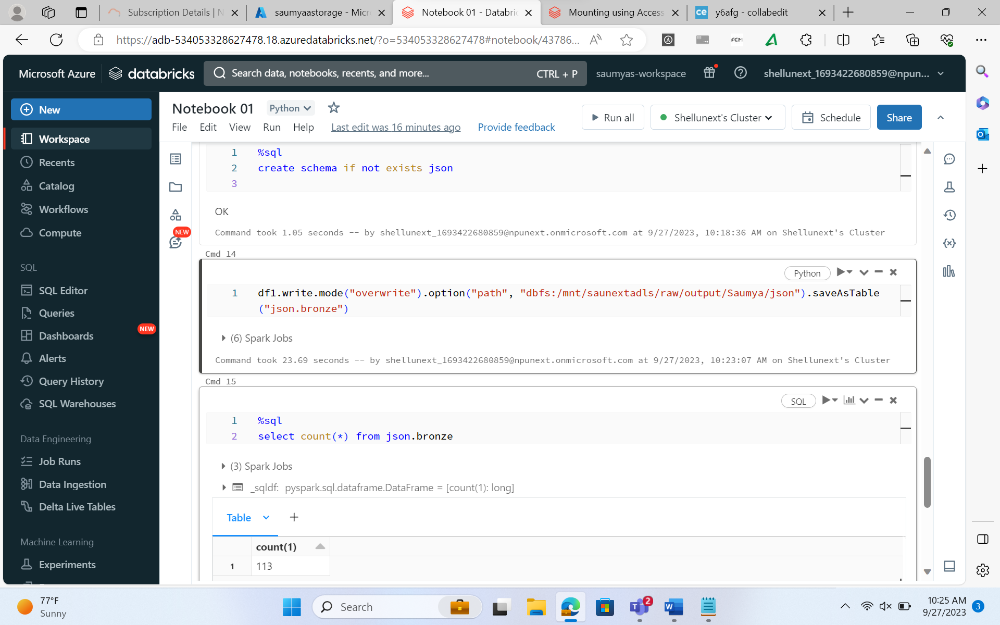 Subscription Details | N
saumyaastorage - Micr
Notebook 01 - Databric
Mounting using Access
ce y6afg - collabedit
https://adb-534053328627478.18.azuredatabricks.net/?o=534053328627478#notebook/43786...
FCM
Microsoft Azure databricks
Search data, notebooks, recents, and more... CTRL + P
saumyas-workspace
shellunext_1693422680859@npun...
New
Workspace
Recents
Catalog
Workflows
Compute
SQL
SQL Editor
Queries
Dashboards NEW
Alerts
Query History
SQL Warehouses
Data Engineering
Job Runs
Data Ingestion
Delta Live Tables
Machine Learning
Experiments
NEW
Notebook 01 Python
File Edit View Run Help Last edit was 16 minutes ago Provide feedback
Run all Shellunext's Cluster Schedule Share
1 %sql
2 create schema if not exists json
3
OK
Command took 1.05 seconds -- by shellunext_1693422680859@npunext.onmicrosoft.com at 9/27/2023, 10:18:36 AM on Shellunext's Cluster
Cmd 14
Python
1 df1.write.mode("overwrite").option("path", "dbfs:/mnt/saunextadls/raw/output/Saumya/json").saveAsTable
("json.bronze")
(6) Spark Jobs
Command took 23.69 seconds -- by shellunext_1693422680859@npunext.onmicrosoft.com at 9/27/2023, 10:23:07 AM on Shellunext's Cluster
Cmd 15
SQL
1 %sql
2 select count(*) from json.bronze
(3) Spark Jobs
_sqldf: pyspark.sql.dataframe.DataFrame = [count(1): long]
Table +
count(1)
1 113
77°F
Sunny
Search
2
10:25 AM
9/27/2023
3